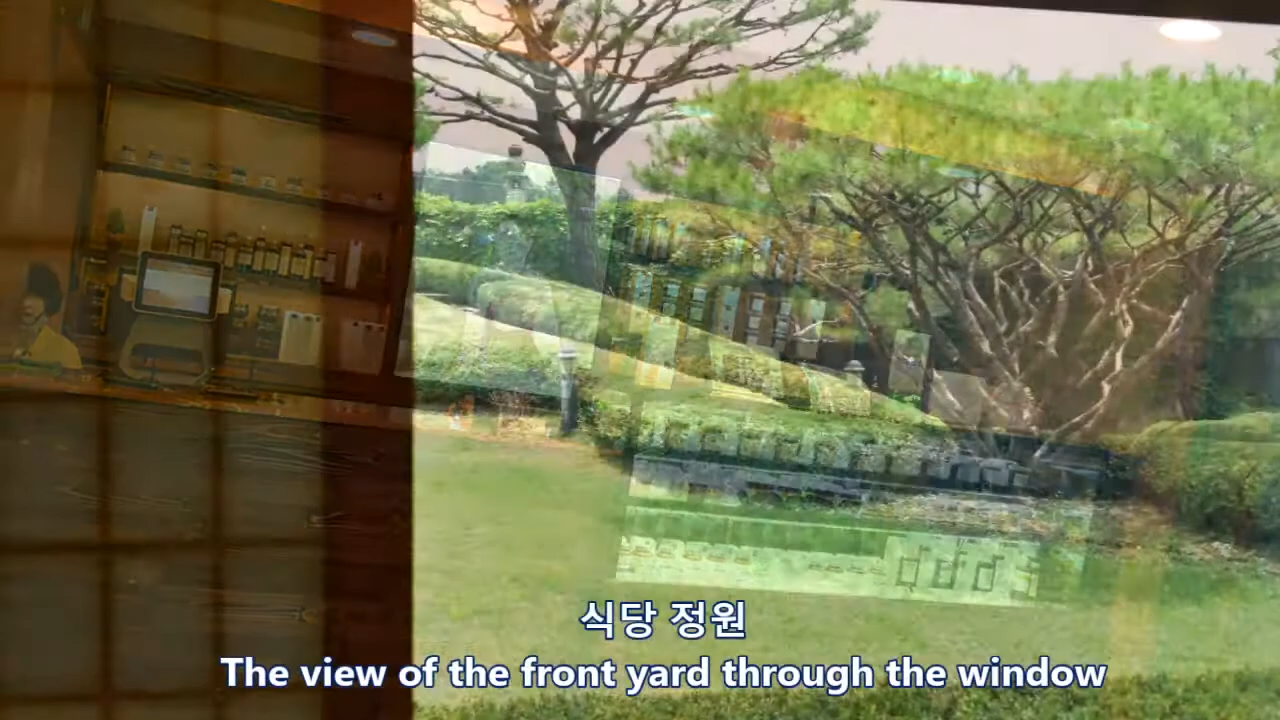 식당 정원
The view of the front yard through the window